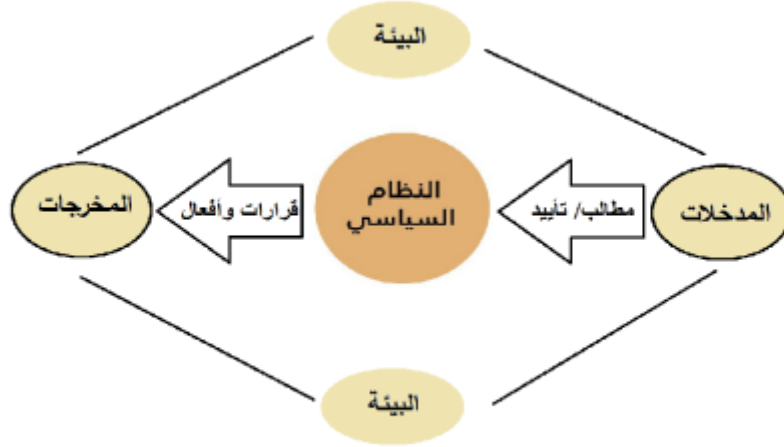 البيئة
المدخلات
مطالب/ تأييد
النظام
السياسي
قرارات وأفعال
المخرجات
البيئة